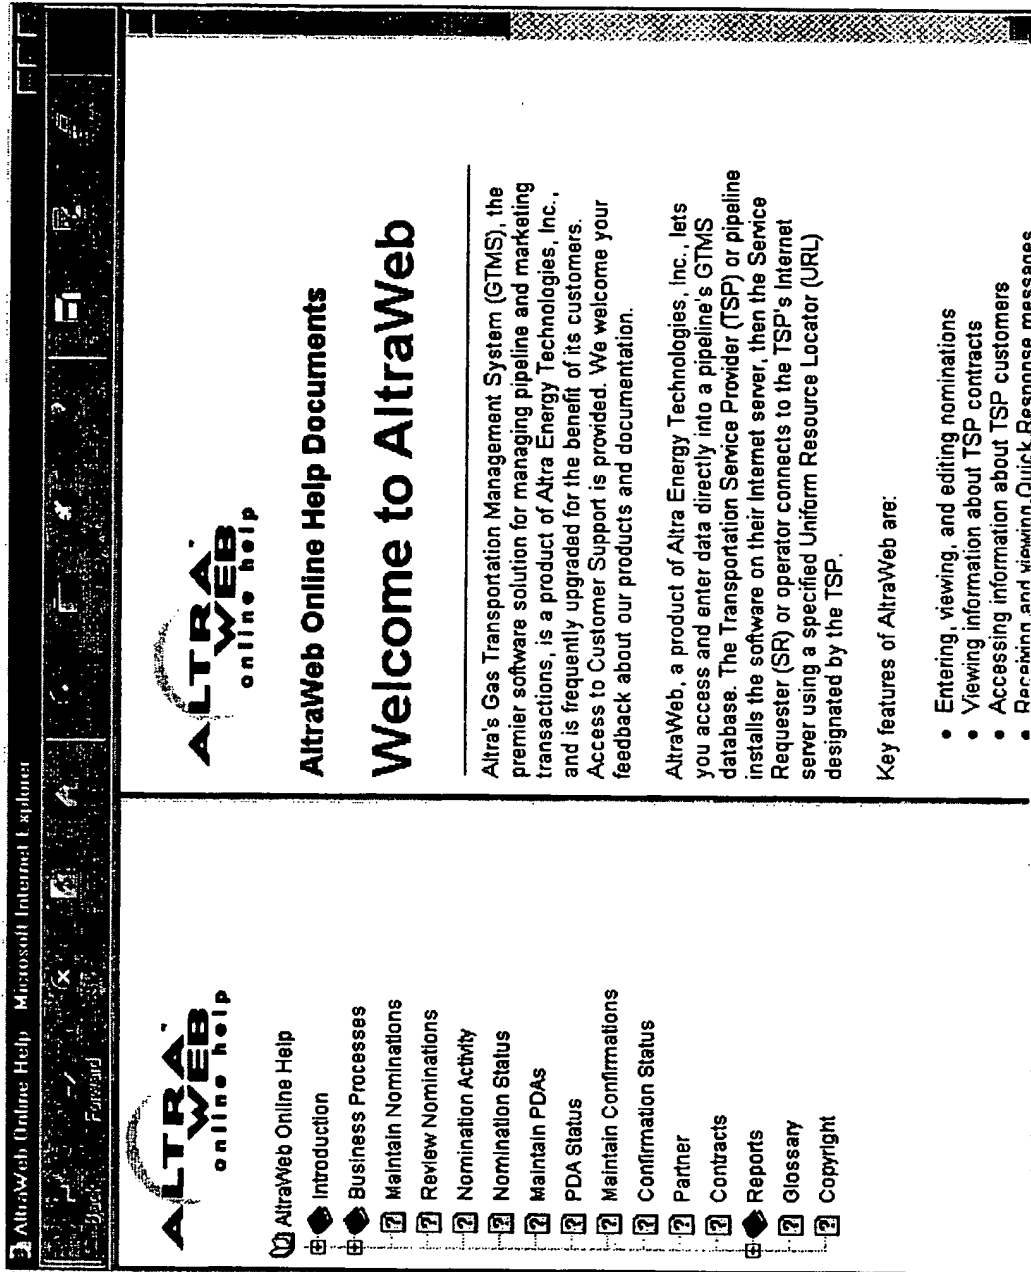 AltraWeb Online Help Microsoft Internet Explorer
Forward
ALTRA
WEB
online help
AltraWeb Online Help
Introduction
Business Processes
Maintain Nominations
Review Nominations
Nomination Activity
Nomination Status
Maintain PDAs
PDA Status
Maintain Confirmations
Confirmation Status
Partner
Contracts
Reports
Glossary
Copyright
ALTRA
WEB
online help
AltraWeb Online Help Documents
Welcome to AltraWeb
Altra's Gas Transportation Management System (GTMS), the
premier software solution for managing pipeline and marketing
transactions, is a product of Altra Energy Technologies, Inc.,
and is frequently upgraded for the benefit of its customers.
Access to Customer Support is provided. We welcome your
feedback about our products and documentation.
AltraWeb, a product of Altra Energy Technologies, Inc., lets
you access and enter data directly into a pipeline's GTMS
database. The Transportation Service Provider (TSP) or pipeline
installs the software on their Internet server, then the Service
Requester (SR) or operator connects to the TSP's Internet
server using a specified Uniform Resource Locator (URL)
designated by the TSP.
Key features of AltraWeb are:
• Entering, viewing, and editing nominations
• Viewing information about TSP contracts
• Accessing information about TSP customers
• Receiving and viewing Quick Response messages